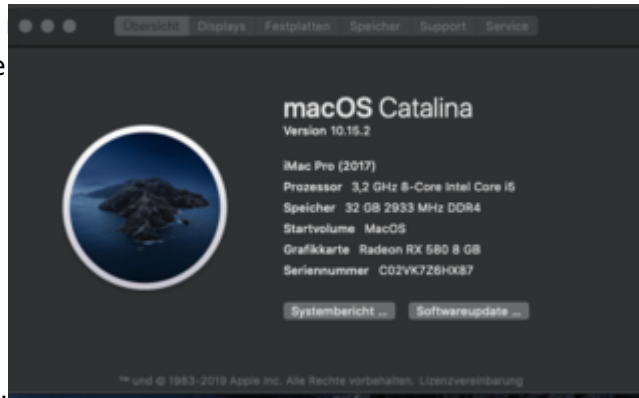 Übersicht Displays Festplatten Speicher Support Service
e
macOS Catalina
Version 10.15.2
iMac Pro (2017)
Prozessor 3,2 GHz 8-Core Intel Core i5
Speicher 32 GB 2933 MHz DDR4
Startvolume MacOS
Grafikkarte Radeon RX 580 8 GB
Seriennummer C02VK7Z6HX87
Systembericht ... Softwareupdate ...
™ und © 1983-2019 Apple Inc. Alle Rechte vorbehalten. Lizenzvereinbarung
.